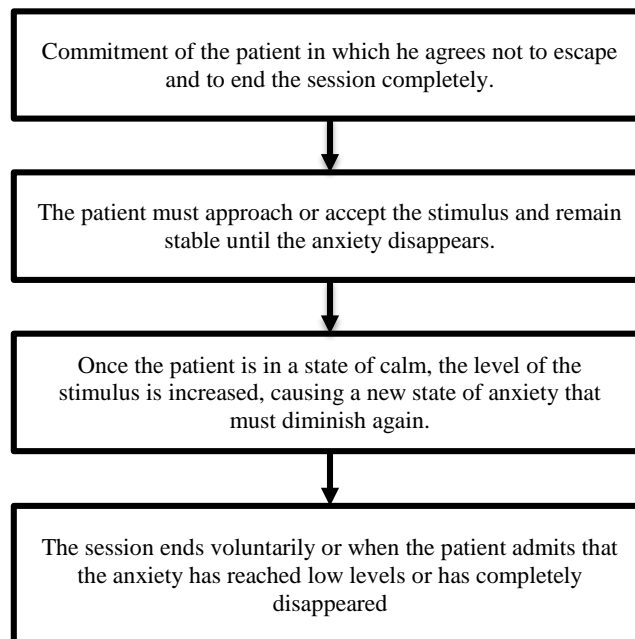 Commitment of the patient in which he agrees not to escape
and to end the session completely.
The patient must approach or accept the stimulus and remain
stable until the anxiety disappears.
Once the patient is in a state of calm, the level of the
stimulus is increased, causing a new state of anxiety that
must diminish again.
The session ends voluntarily or when the patient admits that
the anxiety has reached low levels or has completely
disappeared